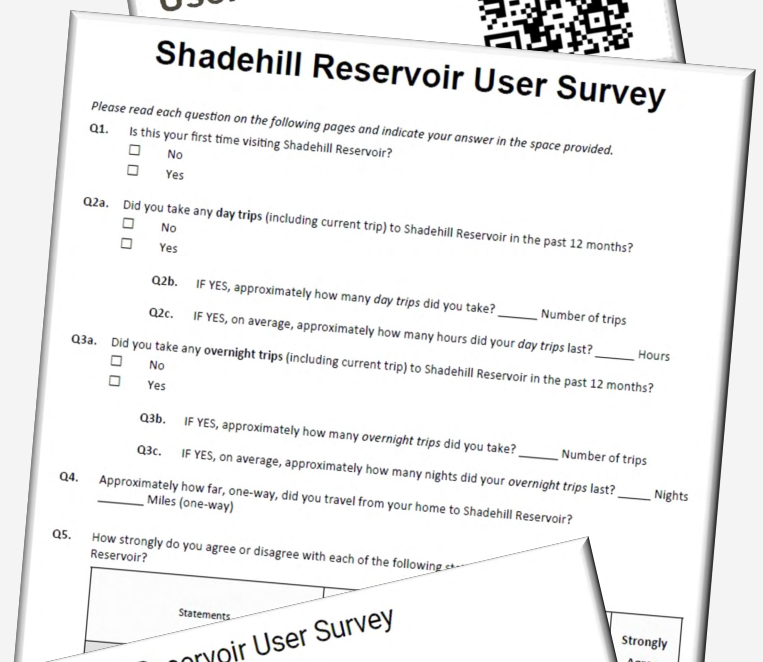 Shadehill Reservoir User Survey
Please read each question on the following pages and indicate your answer in the space provided.
Q1. Is this your first time visiting Shadehill Reservoir?
☐ No
☐ Yes
Q2a. Did you take any day trips (including current trip) to Shadehill Reservoir in the past 12 months?
☐ No
☐ Yes
Q2b. IF YES, approximately how many day trips did you take? ______ Number of trips
Q2c. IF YES, on average, approximately how many hours did your day trips last? ______ Hours
Q3a. Did you take any overnight trips (including current trip) to Shadehill Reservoir in the past 12 months?
☐ No
☐ Yes
Q3b. IF YES, approximately how many overnight trips did you take? ______ Number of trips
Q3c. IF YES, on average, approximately how many nights did your overnight trips last? _____ Nights
Q4. Approximately how far, one-way, did you travel from your home to Shadehill Reservoir?
_______ Miles (one-way)
Q5. How strongly do you agree or disagree with each of the following
Reservoir?
Statements
Strongly
User Survey